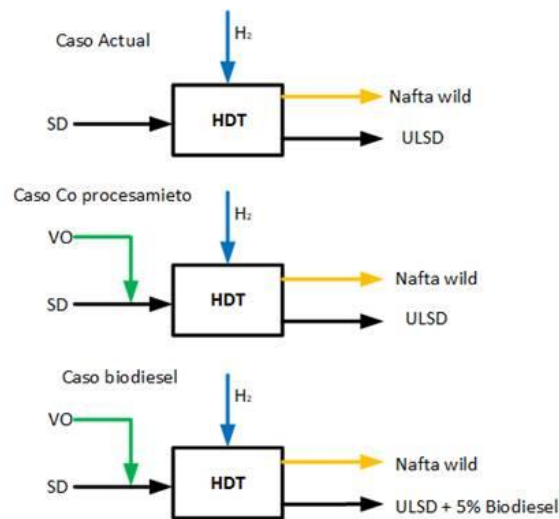 Caso Actual
H₂
SD
HDT
Nafta wild
ULSD
Caso Co procesamieto
VO
H₂
SD
HDT
Nafta wild
ULSD
Caso biodiesel
VO
H₂
SD
HDT
Nafta wild
ULSD + 5% Biodiesel